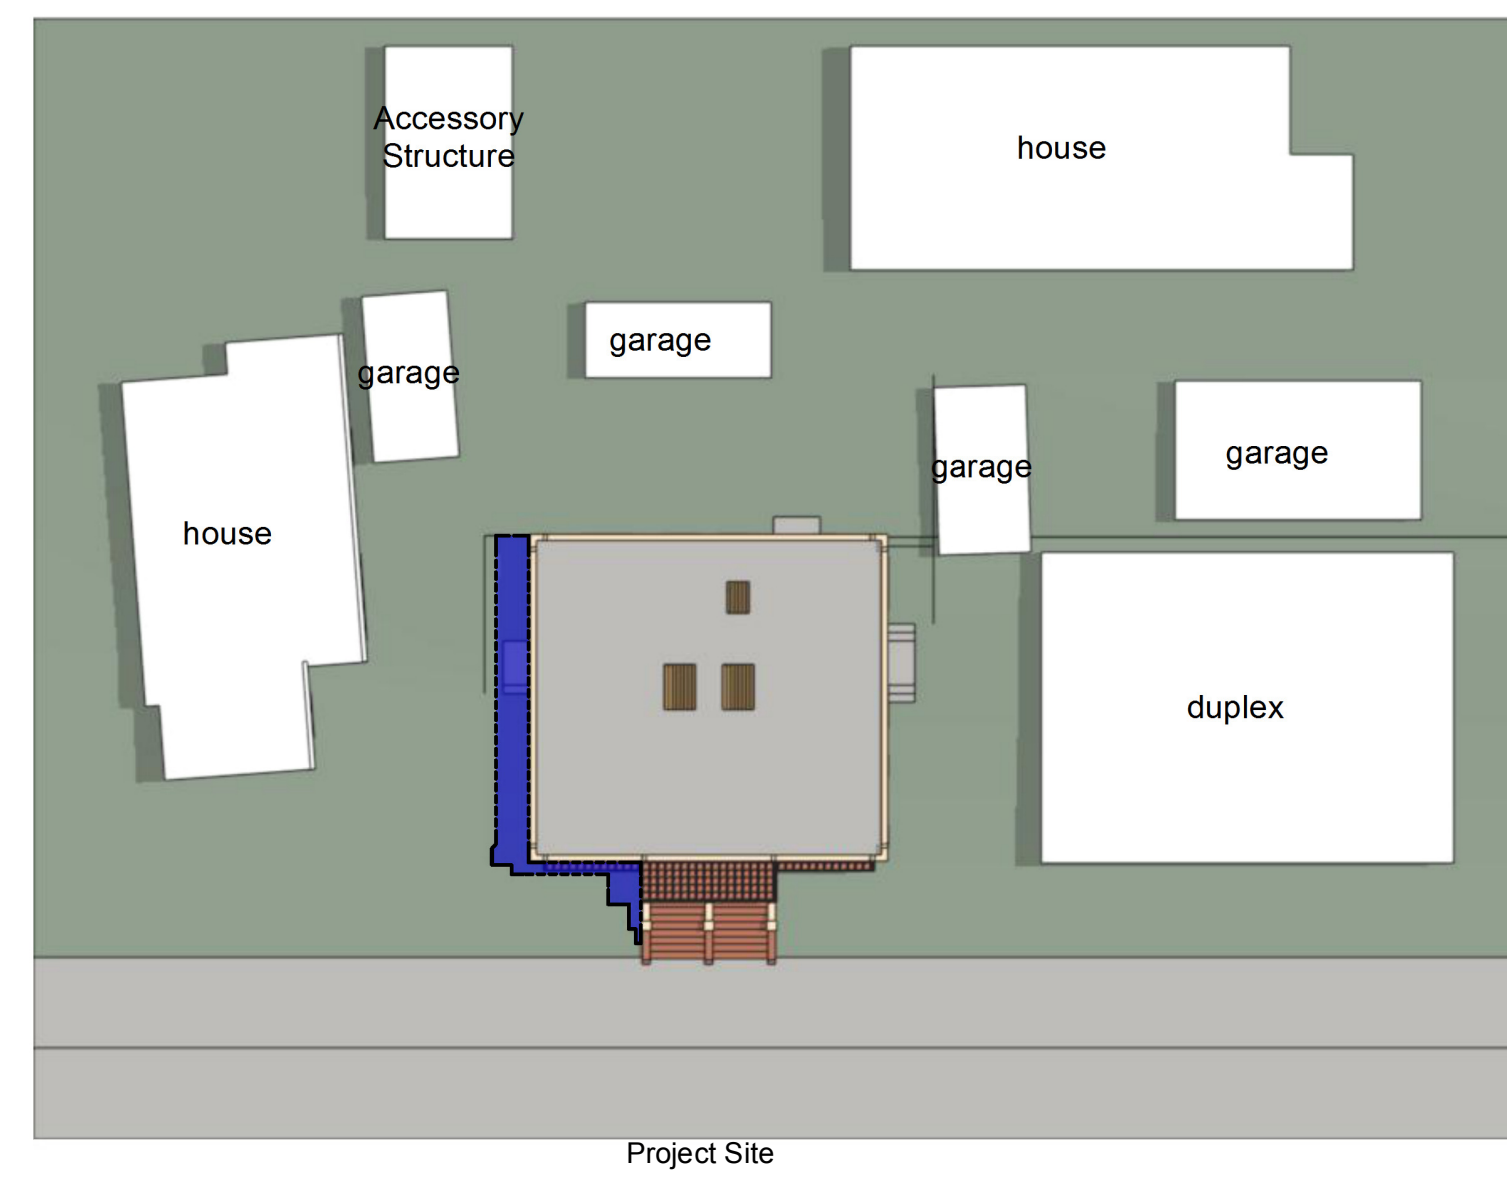 Accessory
Structure
house
garage
garage
garage
garage
house
duplex
Project Site